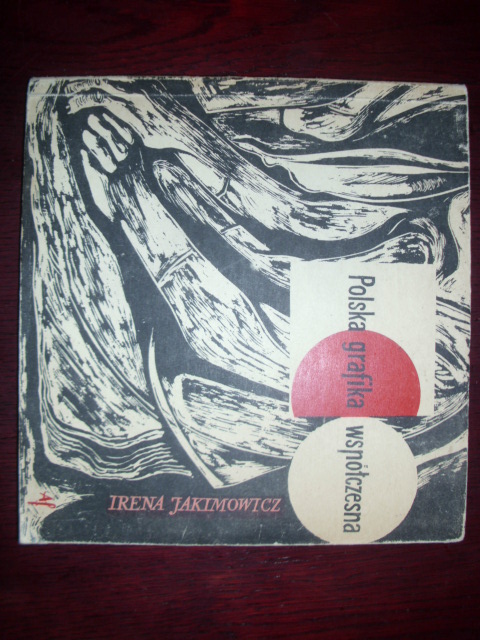 Polska grafika współczesna
IRENA JAKIMOWICZ